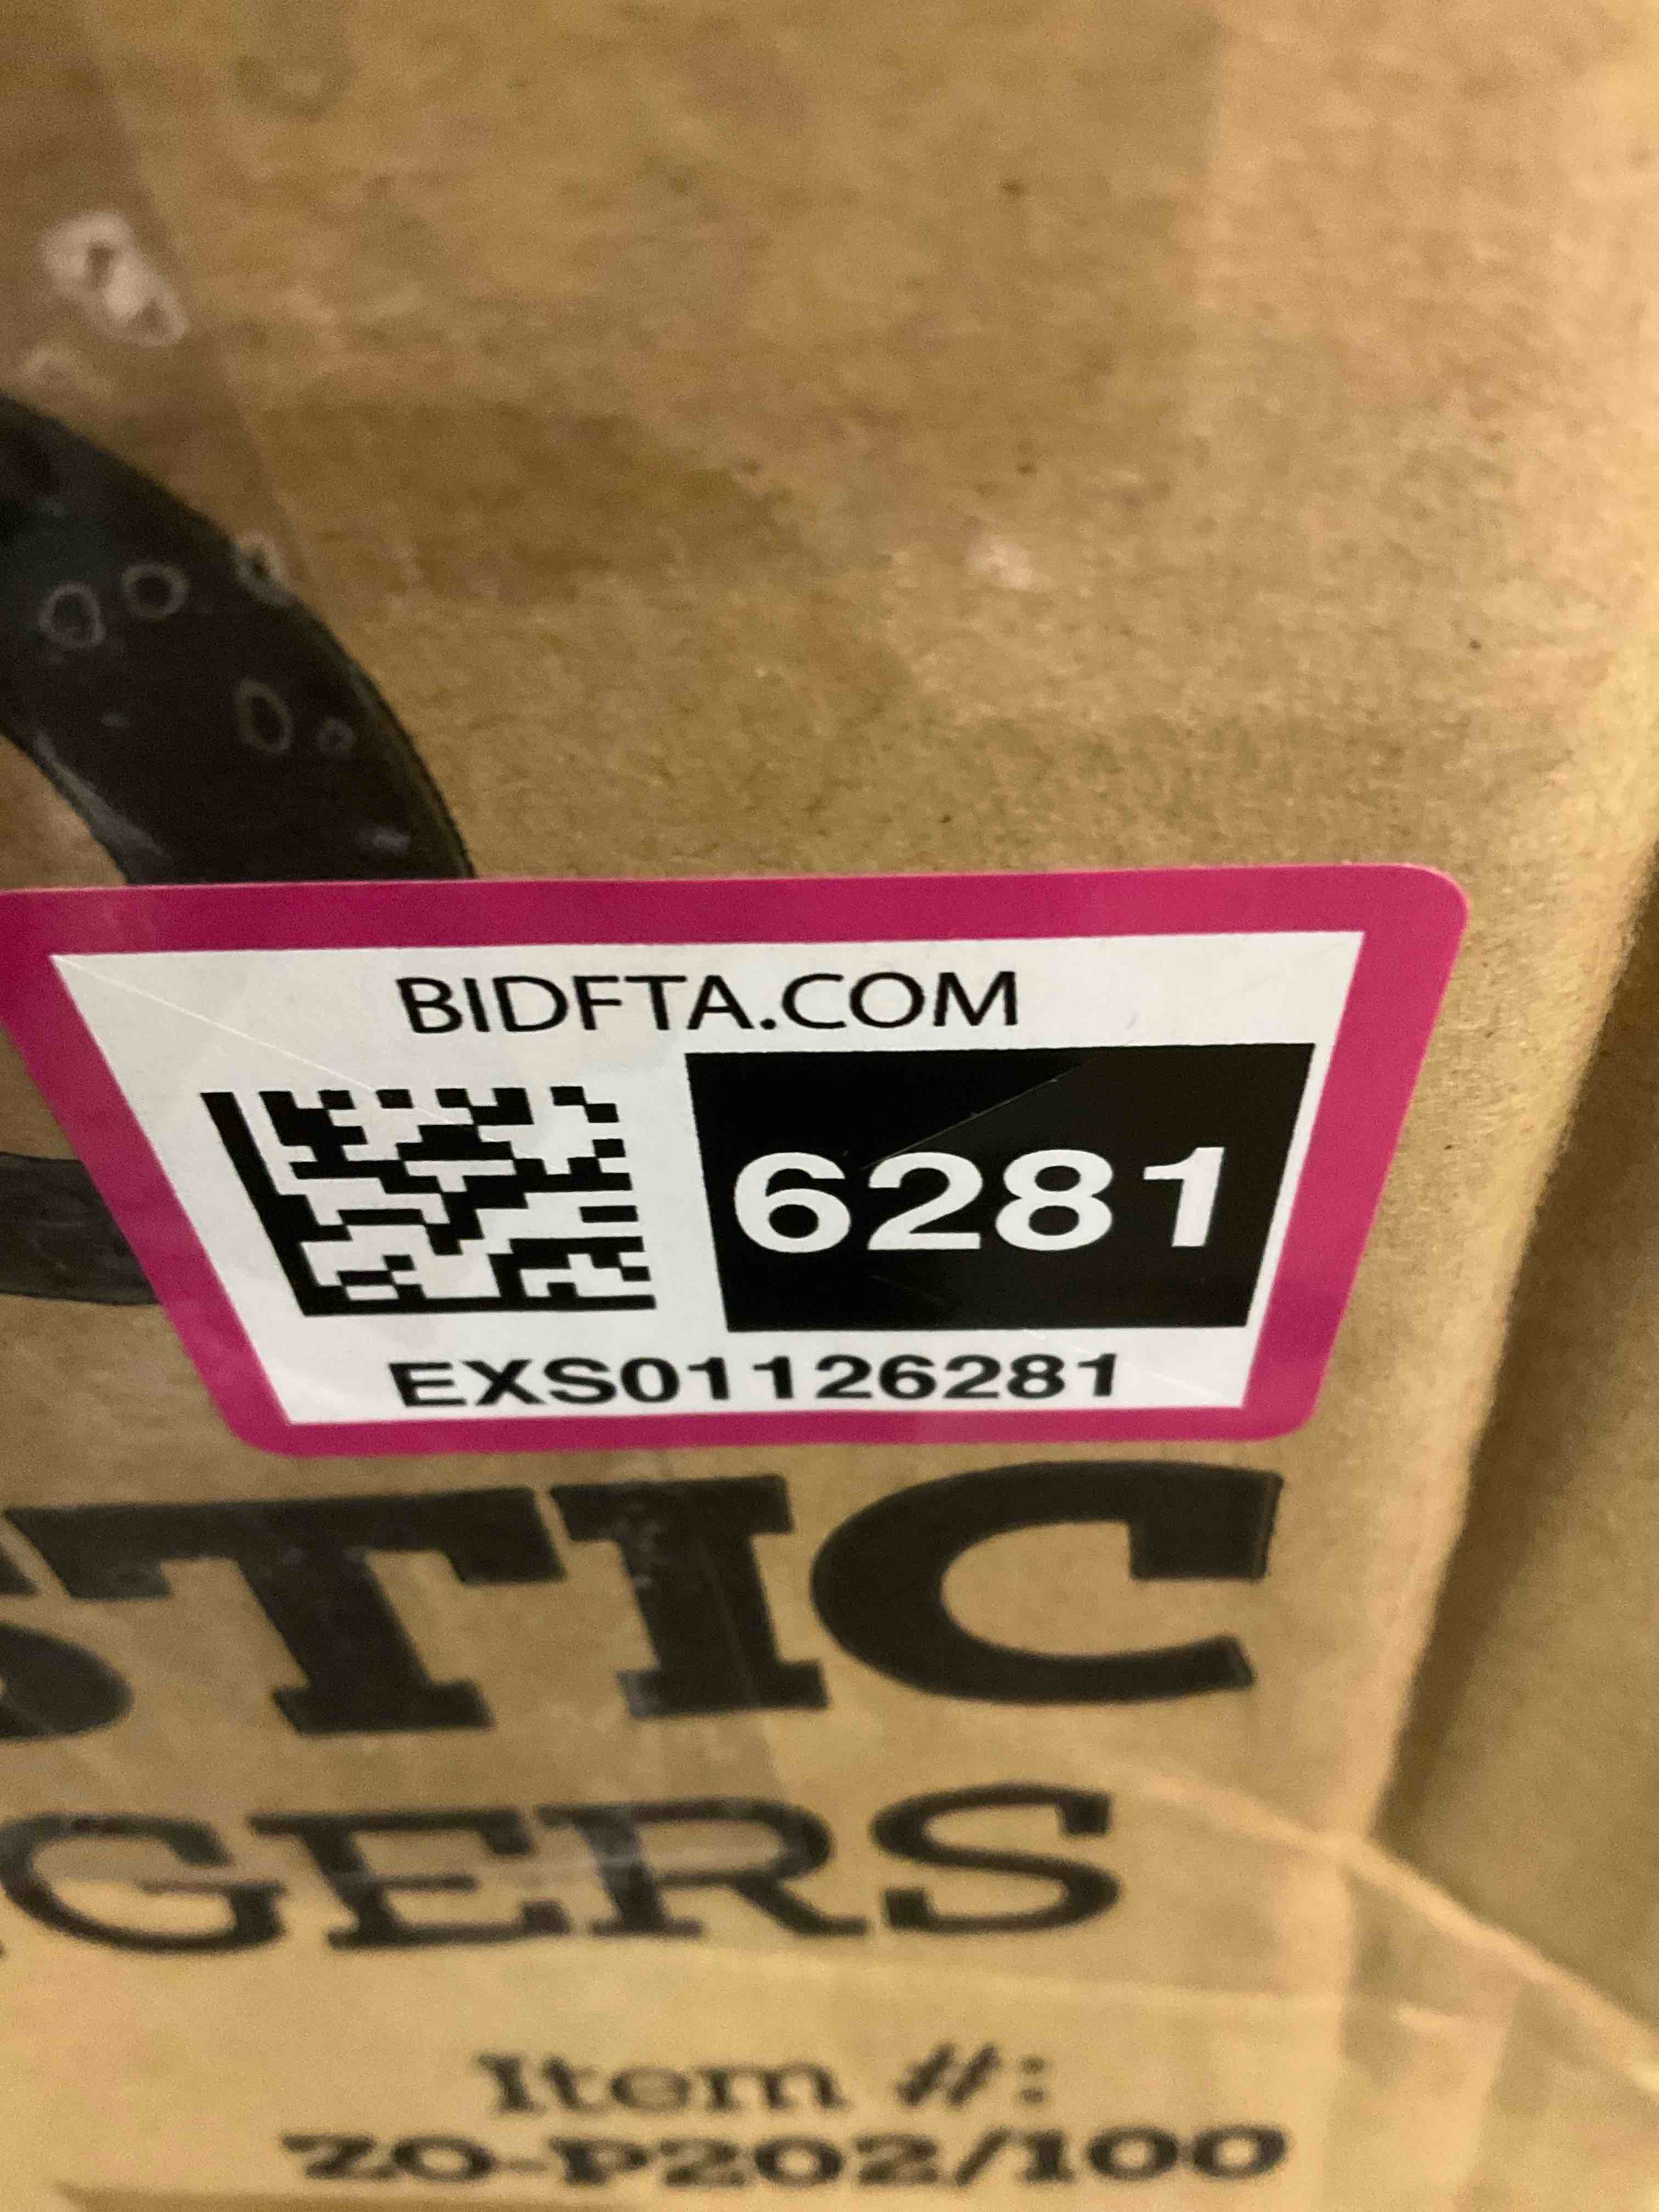 BIDFTA.COM
6281
EXS01126281
STIC
GERS
Item #:
ZO-P202/100